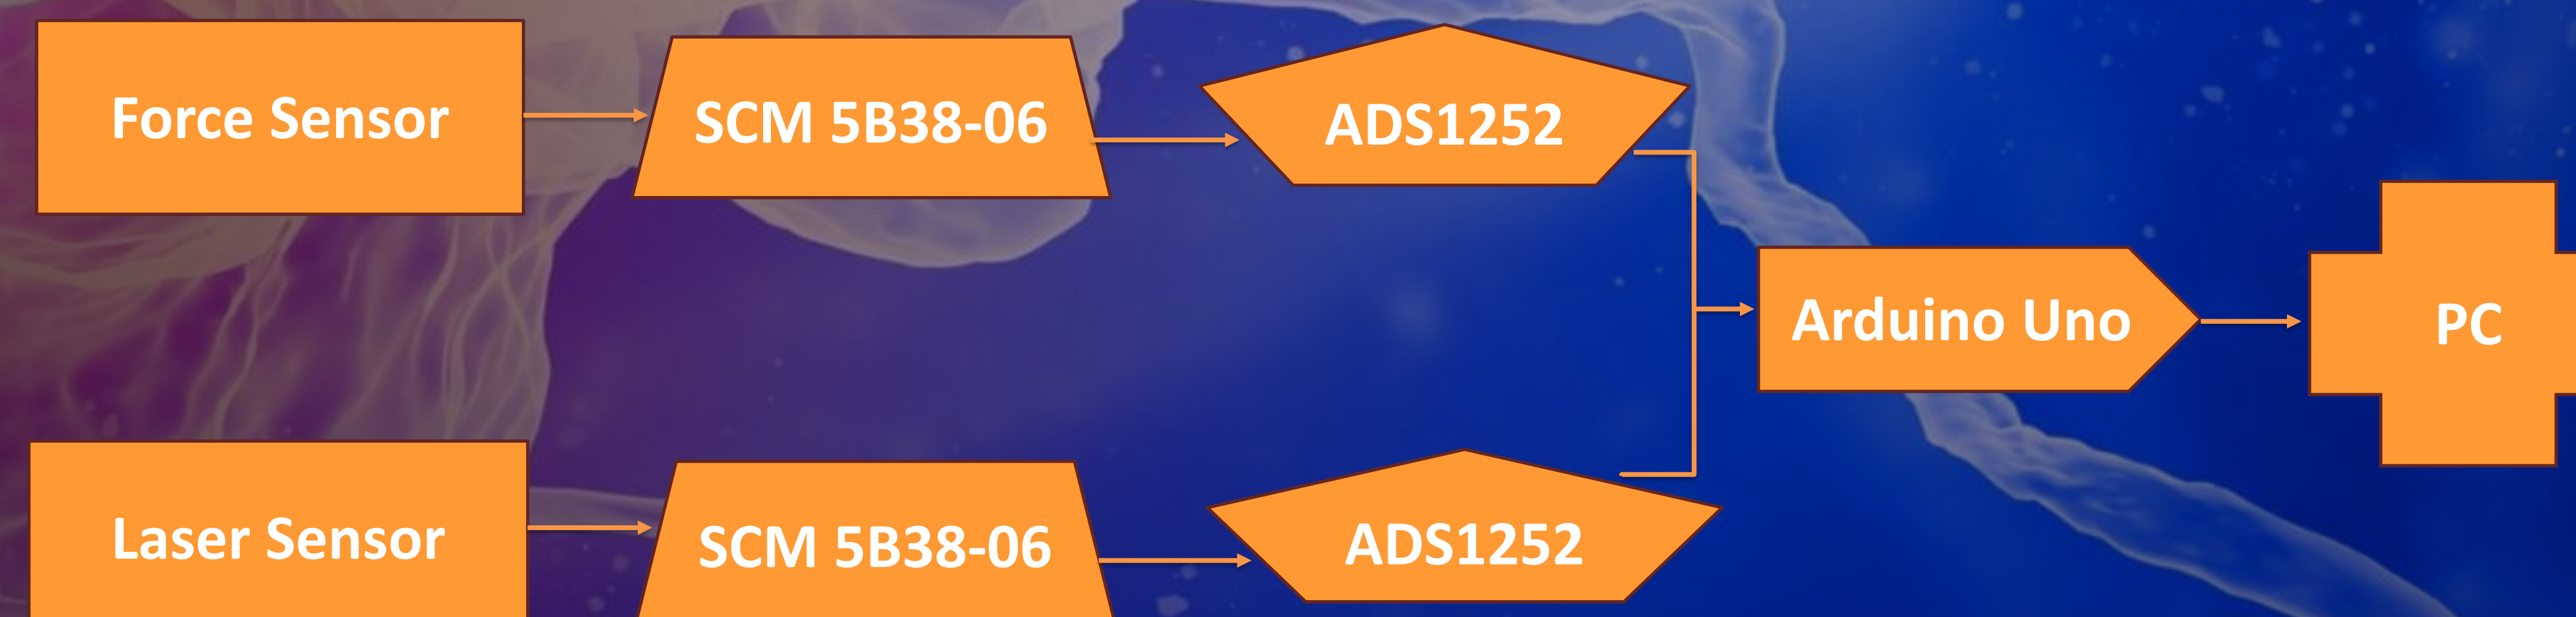 Force Sensor
SCM 5B38-06
ADS1252
Arduino Uno
PC
Laser Sensor
SCM 5B38-06
ADS1252